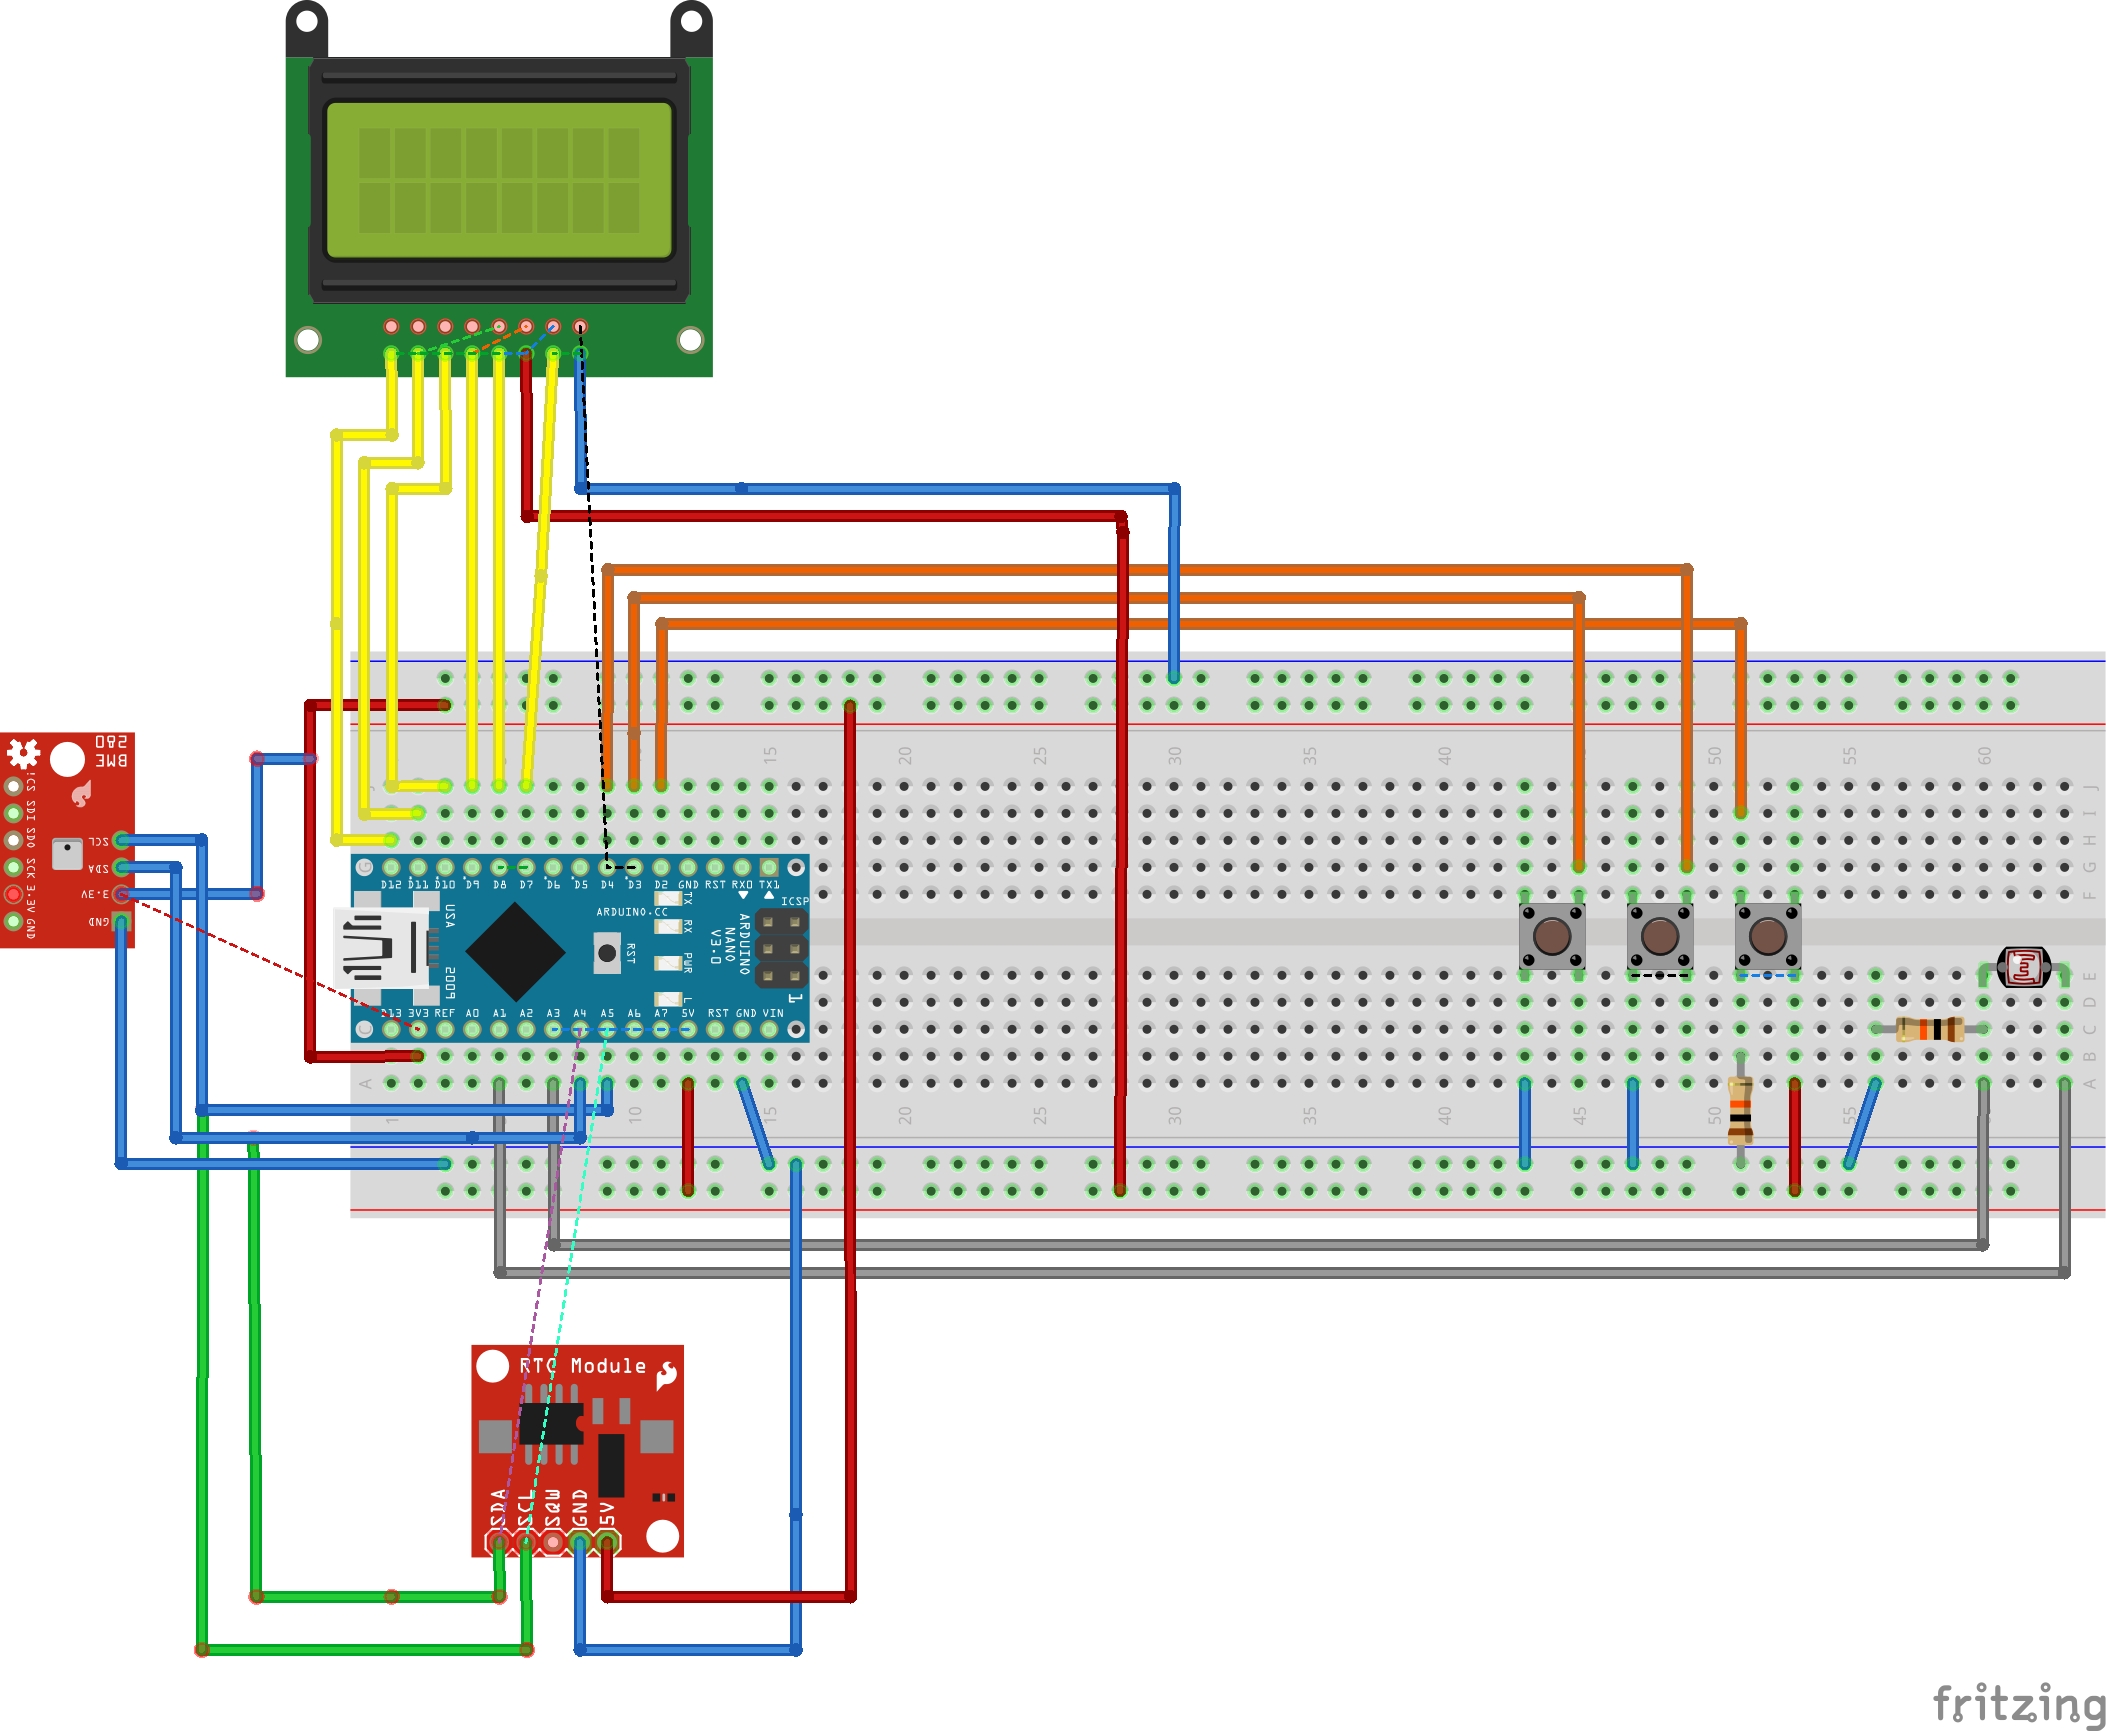 BME
280
!CS SDI SDO SCK 3.3V GND
SCL
SDA
3.3V
GND
15 20 25 30 35 40 50 55 60
J
I
H
G
F
D12 D11 D10 D9 D8 D7 D6 D5 D4 D3 D2 GND RST RX0 TX1
USA
2009
ARDUINO.CC
RST
TX
RX
PWR
L
ARDUINO
NANO
V3.0
ICSP
1
D13 3V3 REF A0 A1 A2 A3 A4 A5 A6 A7 5V RST GND VIN
E
D
C
B
A
A
1 10 15 20 25 30 35 40 45 50 55
RTC Module
SDA
SCL
SQW
GND
5V
fritzing